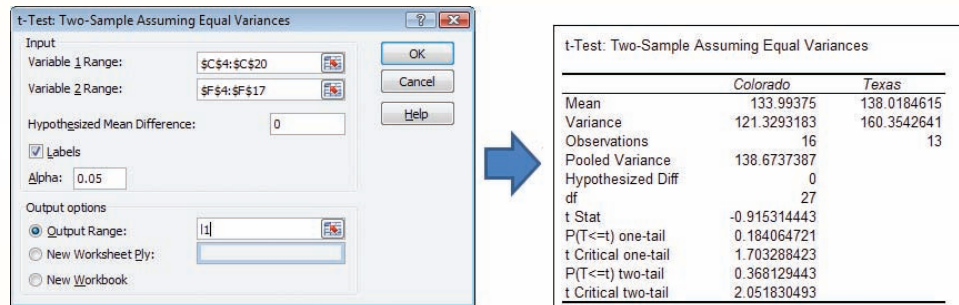 t-Test: Two-Sample Assuming Equal Variances
Input
Variable 1 Range: $C$4:$C$20
Variable 2 Range: $F$4:$F$17
Hypothesized Mean Difference: 0
Labels
Alpha: 0.05
Output options
Output Range: I1
New Worksheet Ply:
New Workbook
OK
Cancel
Help
t-Test: Two-Sample Assuming Equal Variances
Colorado Texas
Mean 133.99375 138.0184615
Variance 121.3293183 160.3542641
Observations 16 13
Pooled Variance 138.6737387
Hypothesized Diff 0
df 27
t Stat -0.915314443
P(T<=t) one-tail 0.184064721
t Critical one-tail 1.703288423
P(T<=t) two-tail 0.368129443
t Critical two-tail 2.051830493